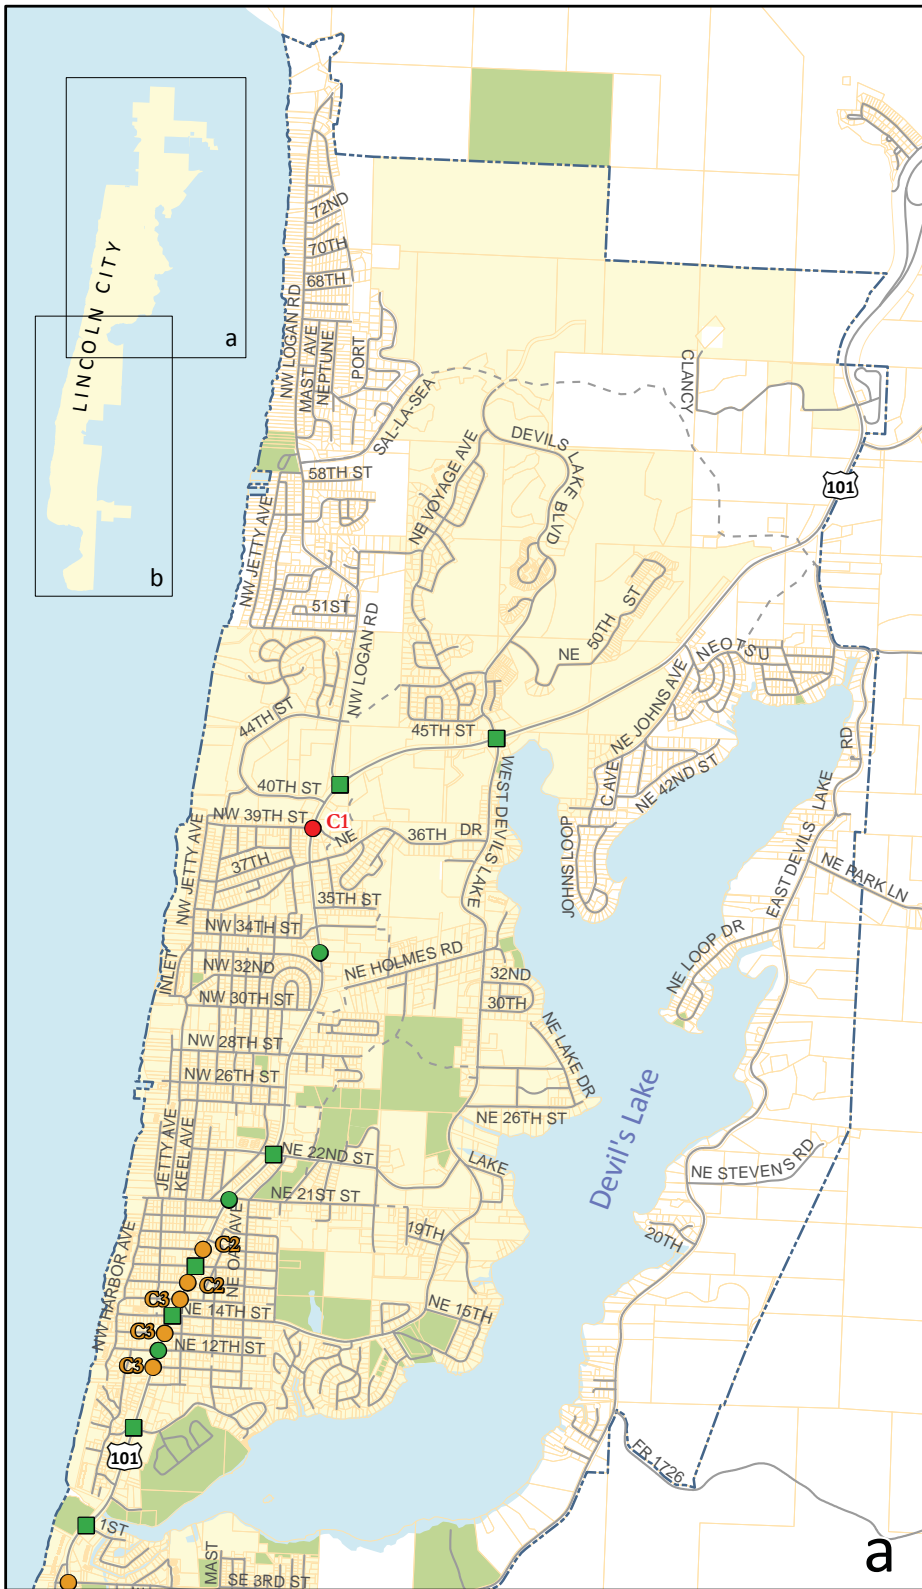 LINCOLN CITY
a
b
72ND
70TH
68TH
NW LOGAN RD
MAST AVE
NEPTUNE
PORT
SAL-LA-SEA
58TH ST
NW JETTY AVE
51ST
NW LOGAN RD
NE VOYAGE AVE
DEVILS LAKE BLVD
CLANCY
101
NE 50TH ST
NEOTSU
NE JOHNS AVE
44TH ST
45TH ST
C AVE
NE 42ND ST
40TH ST
WEST DEVILS LAKE
JOHNS LOOP
EAST DEVILS LAKE RD
NW 39TH ST
C1
NE 36TH DR
37TH
NW JETTY AVE
35TH ST
NE PARK LN
NW 34TH ST
NE LOOP DR
INLET
NW 32ND
NE HOLMES RD
32ND
NW 30TH ST
30TH
NE LAKE DR
NW 28TH ST
NW 26TH ST
NE 26TH ST
Devil's Lake
JETTY AVE
KEEL AVE
NE 22ND ST
LAKE
NE STEVENS RD
NE 21ST ST
19TH
20TH
NW HARBOR AVE
NE OAR AVE
C2
C2
C3
NE 14TH ST
NE 15TH
C3
NE 12TH ST
C3
101
FR 1726
1ST
MAST
SE 3RD ST
a